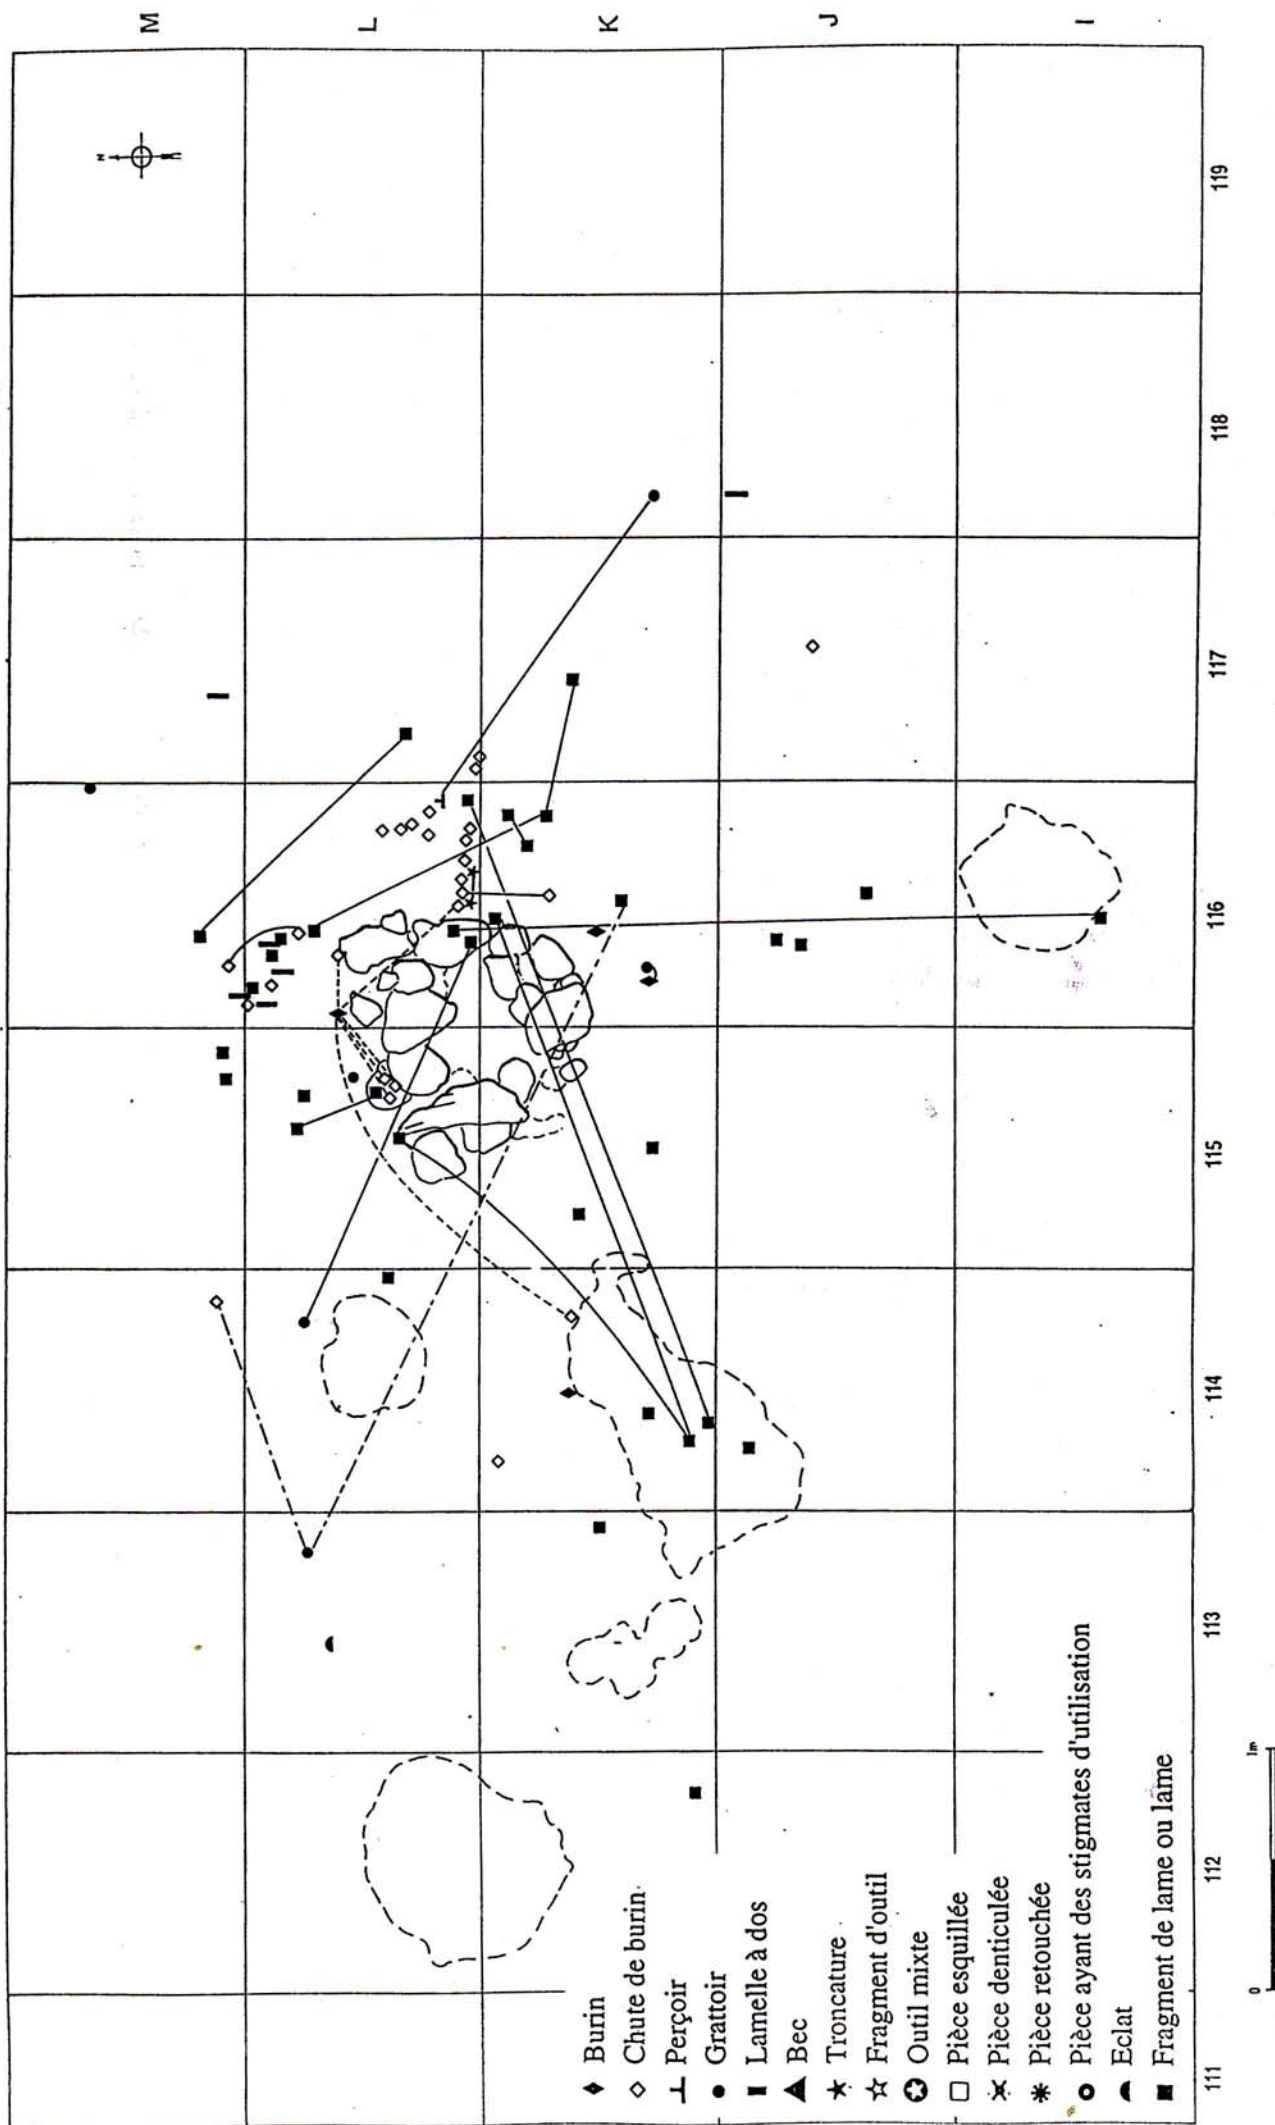 M
L
K
J
I
N
119
118
117
116
115
114
113
112
111
Burin
Chute de burin
Perçoir
Grattoir
Lamelle à dos
Bec
Troncature
Fragment d'outil
Outil mixte
Pièce esquillée
Pièce denticulée
Pièce retouchée
Pièce ayant des stigmates d'utilisation
Eclat
Fragment de lame ou lame
0 1m